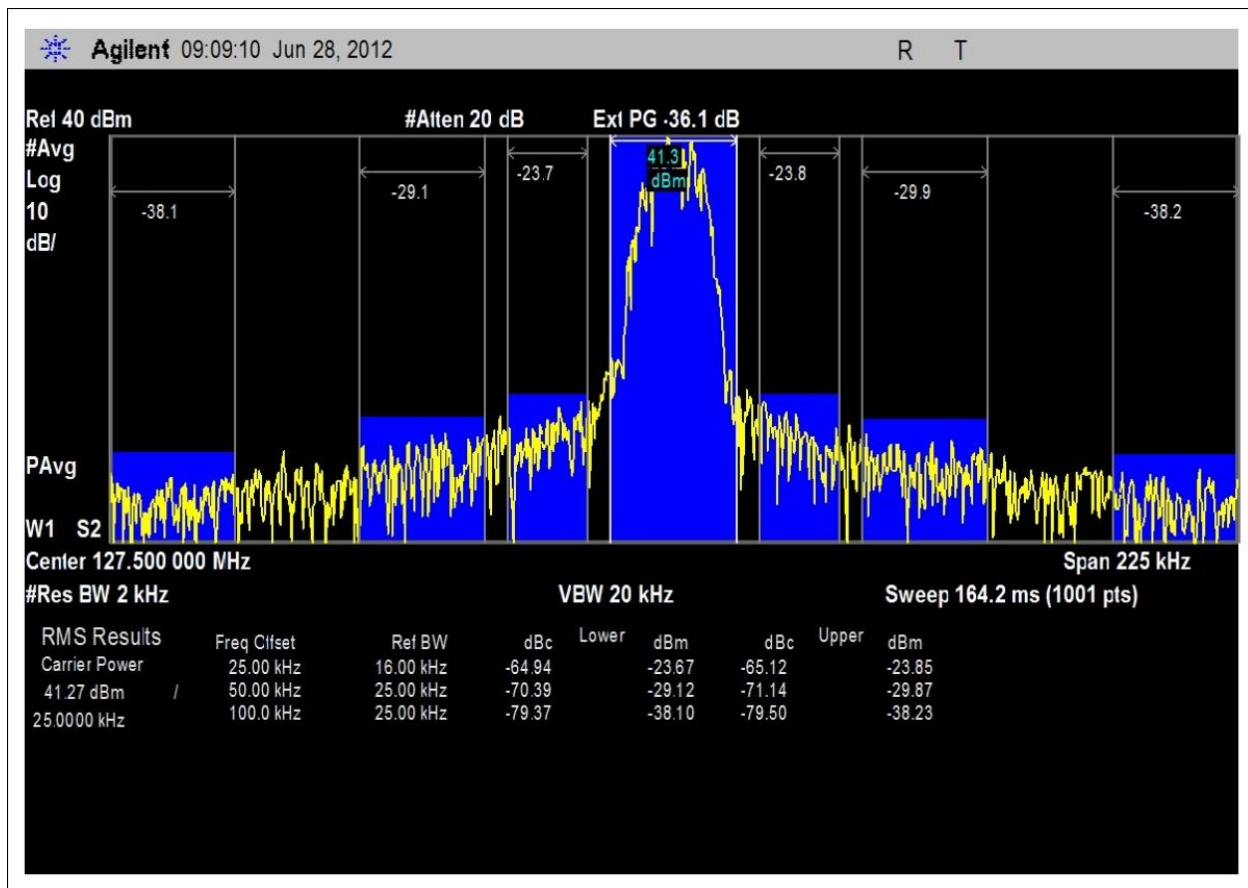 Agilent 09:09:10 Jun 28, 2012 R T
Ref 40 dBm #Atten 20 dB Ext PG -36.1 dB
#Avg
Log
10
dB/
41.3
dBm
-38.1 -29.1 -23.7 -23.8 -29.9 -38.2
PAvg
W1 S2
Center 127.500 000 MHz Span 225 kHz
#Res BW 2 kHz VBW 20 kHz Sweep 164.2 ms (1001 pts)
RMS Results Freq Offset Ref BW dBc Lower dBm dBc Upper dBm
Carrier Power 25.00 kHz 16.00 kHz -64.94 -23.67 -65.12 -23.85
41.27 dBm / 50.00 kHz 25.00 kHz -70.39 -29.12 -71.14 -29.87
25.0000 kHz 100.0 kHz 25.00 kHz -79.37 -38.10 -79.50 -38.23